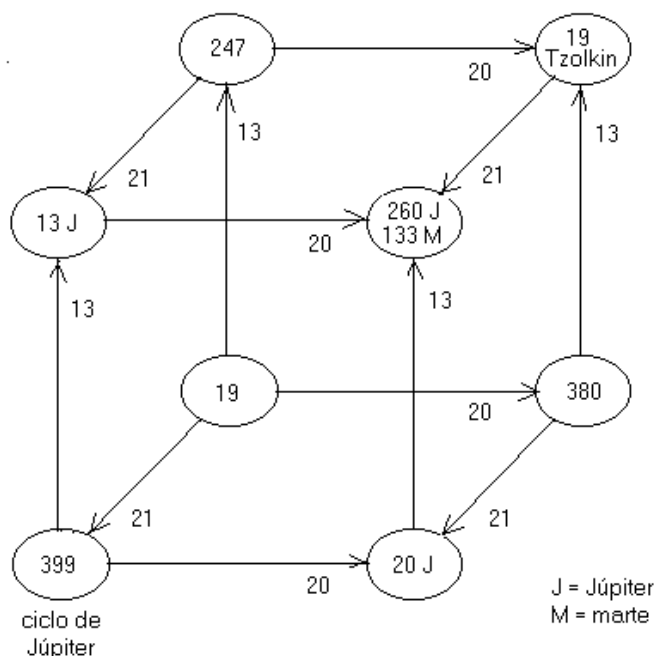 247
19
Tzolkin
20
13
13
21
21
13 J
260 J
133 M
20
13
13
19
380
20
21
21
399
20 J
20
J = Júpiter
M = marte
ciclo de
Júpiter